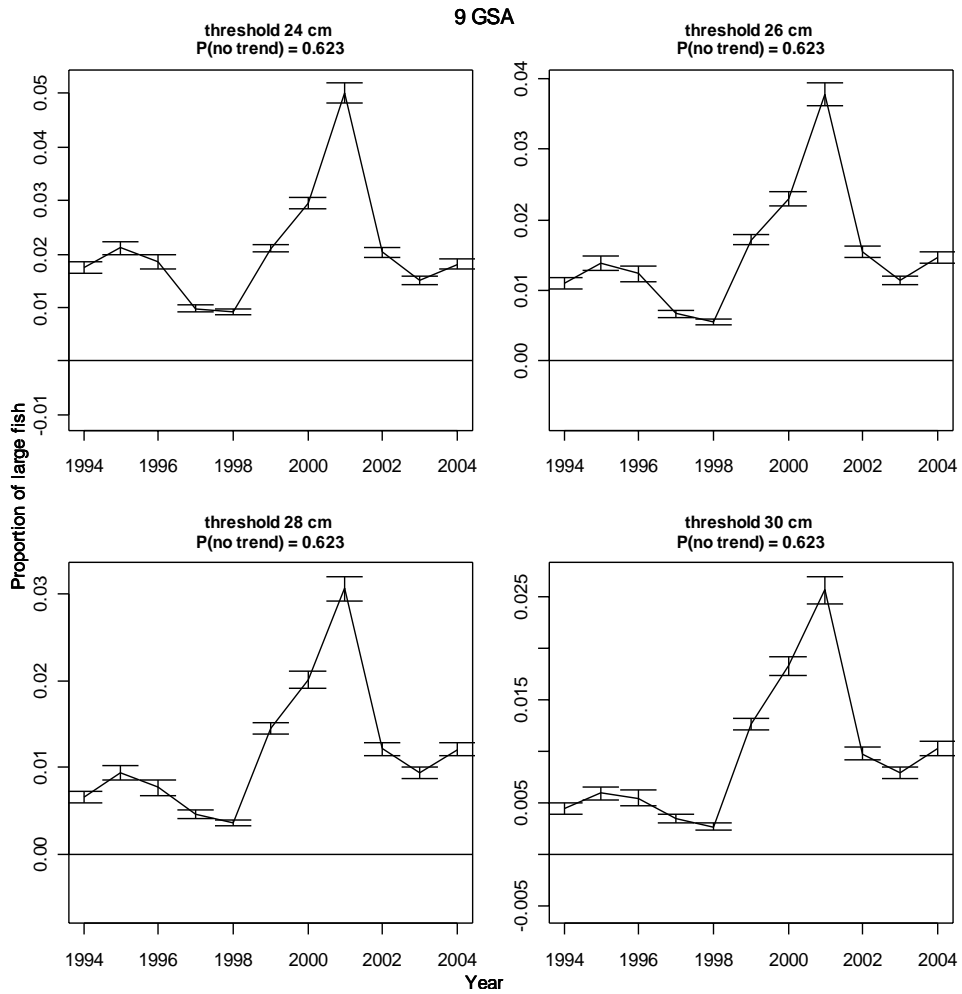 9 GSA
threshold 24 cm
P(no trend) = 0.623
0.05
0.04
0.03
0.02
0.01
-0.01
1994 1996 1998 2000 2002 2004
threshold 26 cm
P(no trend) = 0.623
0.04
0.03
0.02
0.01
0.00
1994 1996 1998 2000 2002 2004
Proportion of large fish
threshold 28 cm
P(no trend) = 0.623
0.03
0.02
0.01
0.00
1994 1996 1998 2000 2002 2004
threshold 30 cm
P(no trend) = 0.623
0.025
0.015
0.005
-0.005
1994 1996 1998 2000 2002 2004
Year